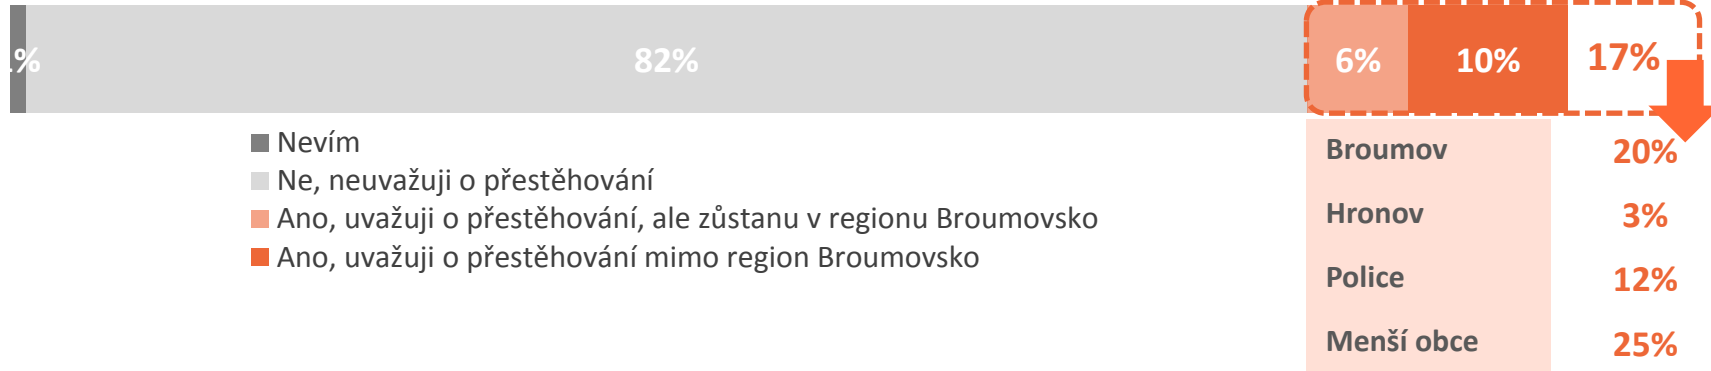 1%
82%
6%
10%
17%
Nevím
Ne, neuvažuji o přestěhování
Ano, uvažuji o přestěhování, ale zůstanu v regionu Broumovsko
Ano, uvažuji o přestěhování mimo region Broumovsko
Broumov 20%
Hronov 3%
Police 12%
Menší obce 25%